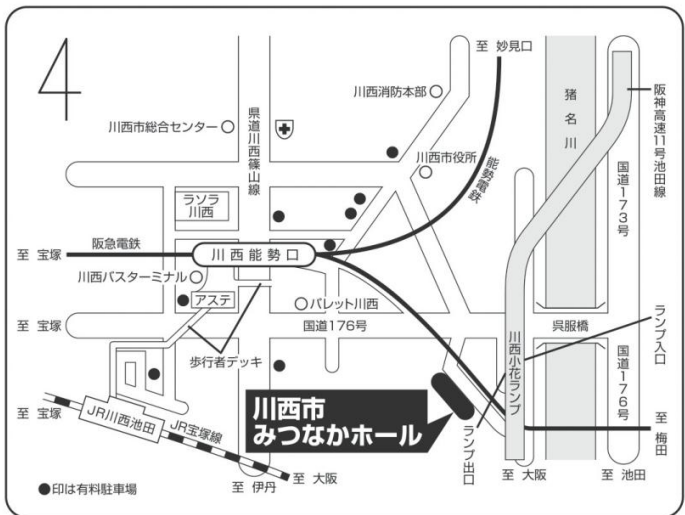 4
至 妙見口
川西消防本部
川西市総合センター
県道川西篠山線
川西市役所
能勢電鉄
猪名川
阪神高速11号池田線
国道173号
ラソラ
川西
至 宝塚
阪急電鉄
川西能勢口
川西バスターミナル
アステ
パレット川西
至 宝塚
国道176号
呉服橋
ランプ入口
歩行者デッキ
川西小花ランプ
国道176号
川西市
みつなかホール
ランプ出口
至 宝塚
JR川西池田
JR宝塚線
至 梅田
至 大阪
至 伊丹
至 大阪
至 池田
●印は有料駐車場